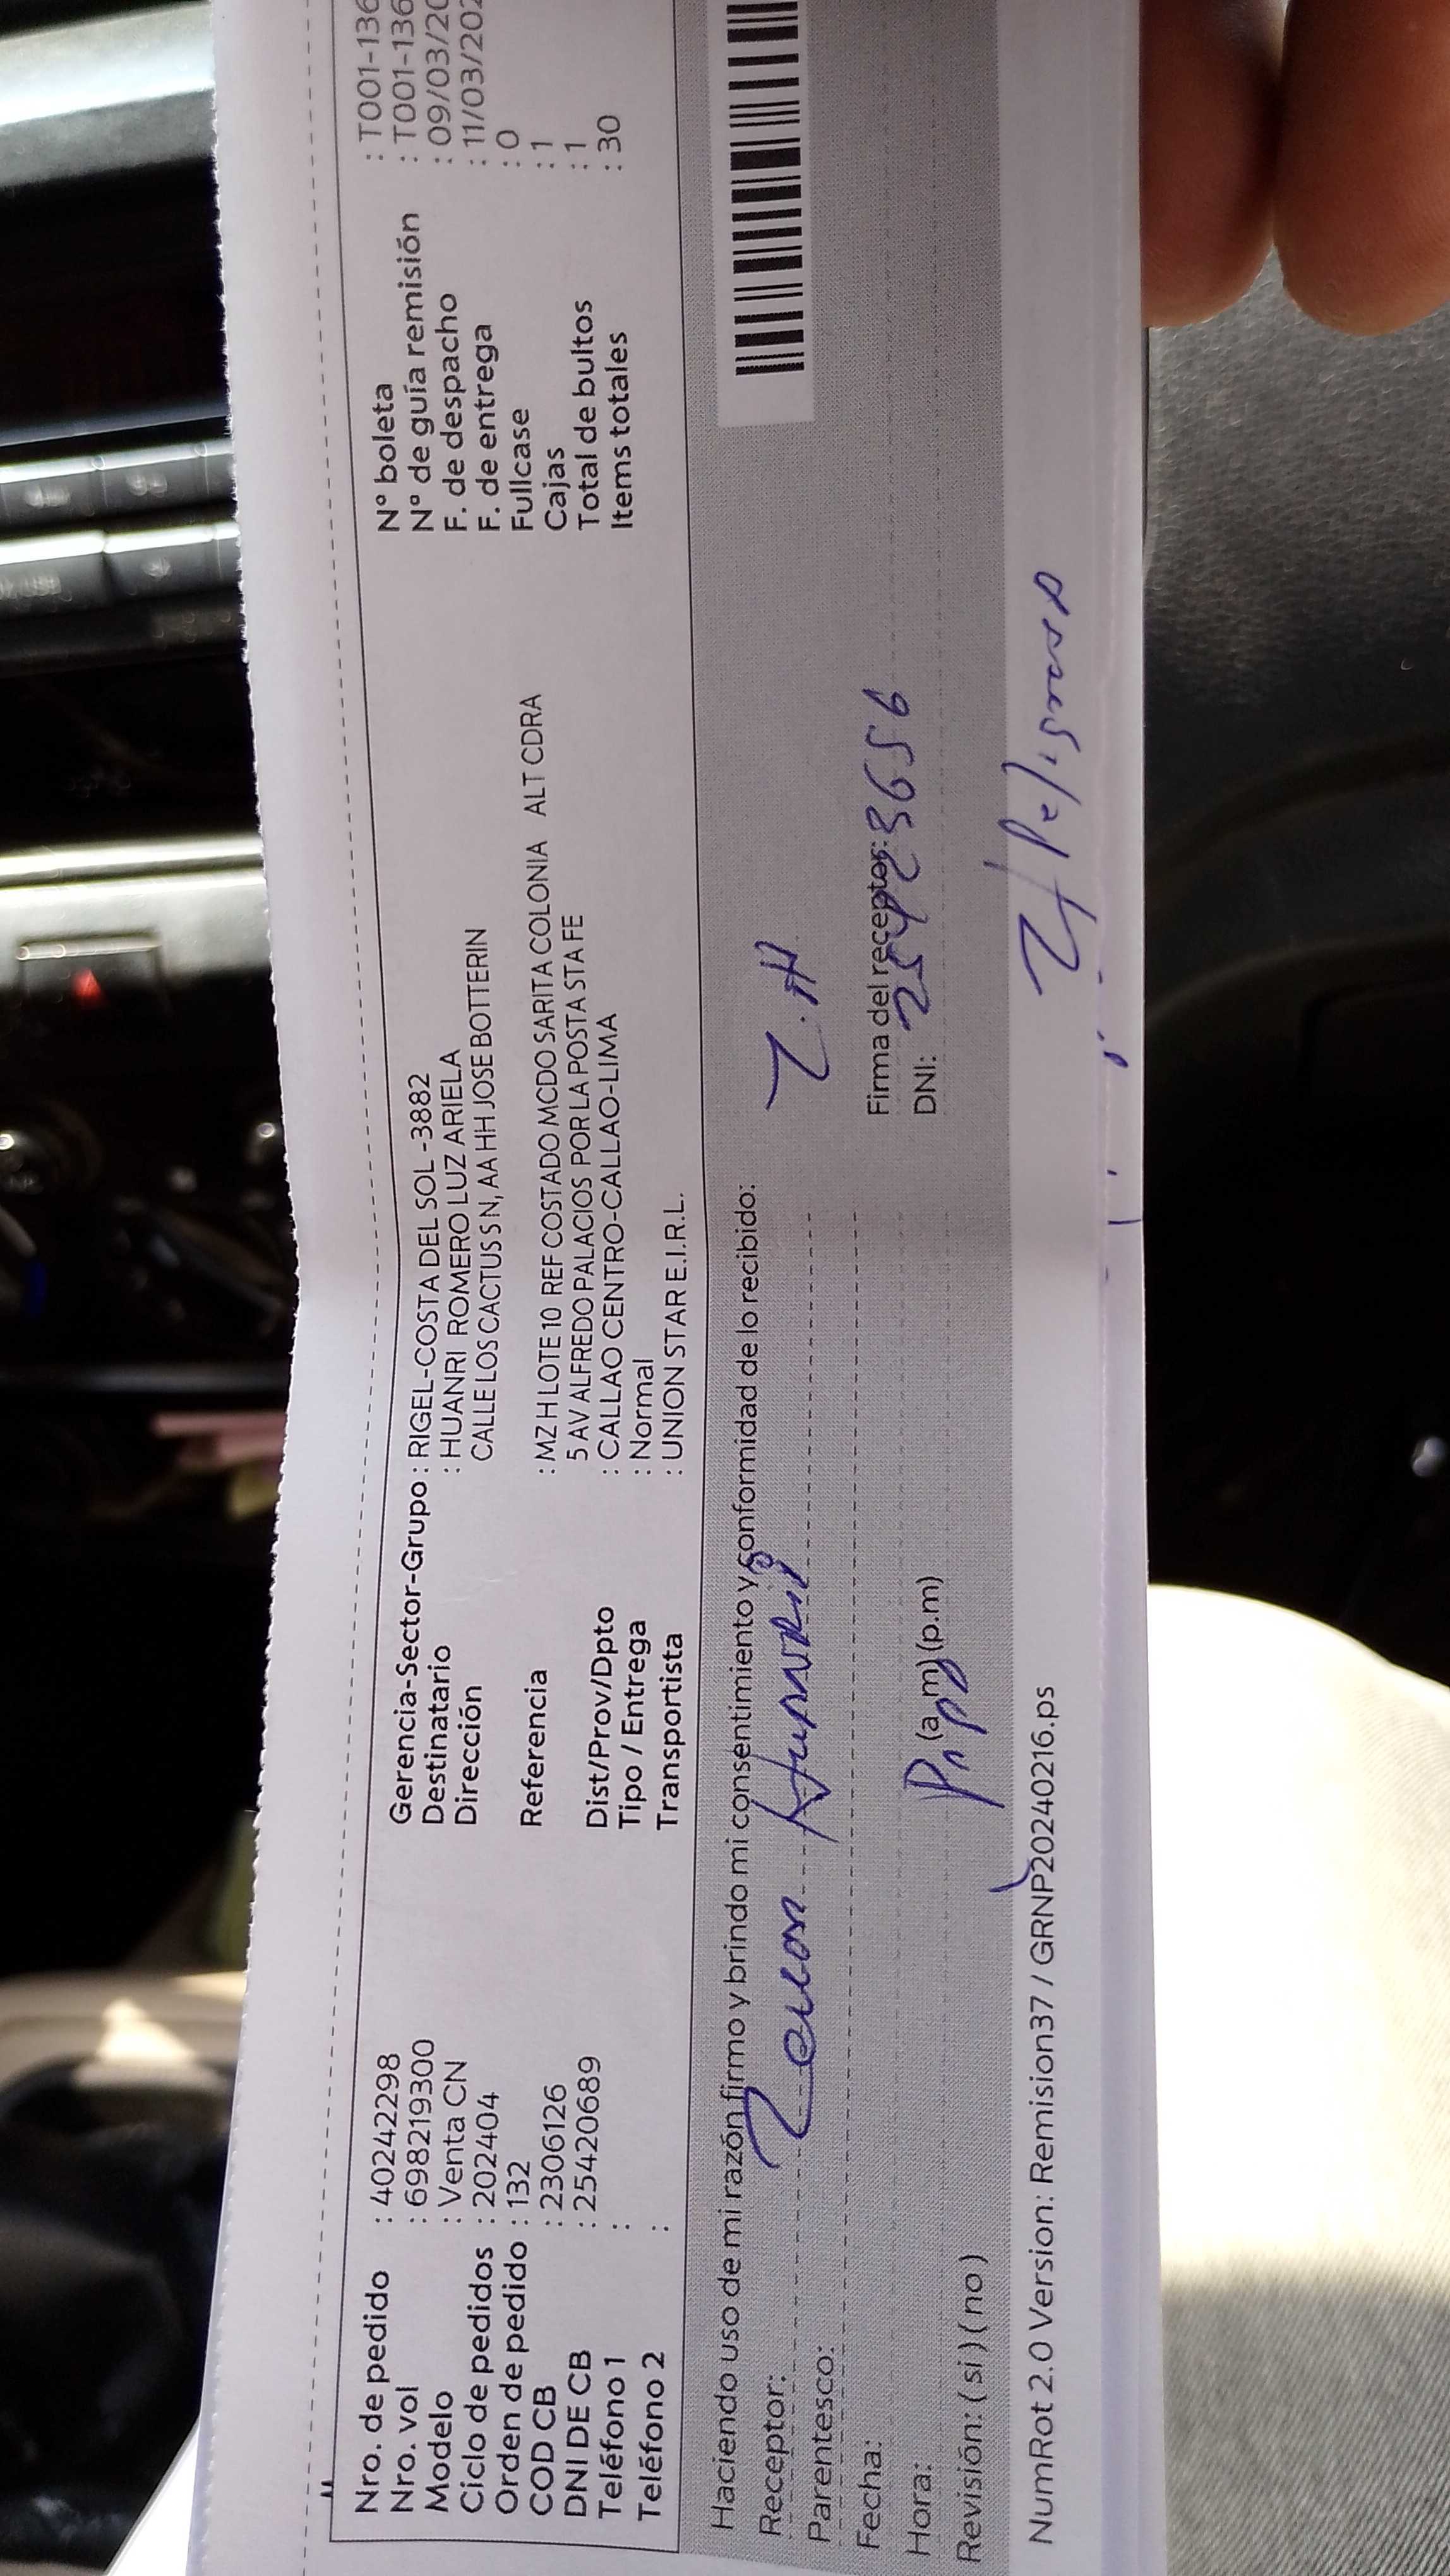 Nro. de pedido : 40242298
Nro. vol : 698219300
Modelo : Venta CN
Ciclo de pedidos : 202404
Orden de pedido : 132
COD CB : 2306126
DNI DE CB : 25420689
Teléfono 1 :
Teléfono 2 :
Gerencia-Sector-Grupo : RIGEL-COSTA DEL SOL -3882
Destinatario : HUANRI ROMERO LUZ ARIELA
Dirección CALLE LOS CACTUS S N, AA HH JOSE BOTTERIN
Referencia : MZ H LOTE 10 REF COSTADO MCDO SARITA COLONIA ALT CDRA
5 AV ALFREDO PALACIOS POR LA POSTA STA FE
Dist/Prov/Dpto : CALLAO CENTRO-CALLAO-LIMA
Tipo / Entrega : Normal
Transportista : UNION STAR E.I.R.L.
N° boleta : T001-136
N° de guía remisión : T001-136
F. de despacho : 09/03/20
F. de entrega : 11/03/202
Fullcase : 0
Cajas : 1
Total de bultos : 1
Items totales : 30
Haciendo uso de mi razón firmo y brindo mi consentimiento y conformidad de lo recibido:
Receptor:
Parentesco:
Fecha:
Firma del receptor:
Hora: (a.m) (p.m)
DNI: 25423656
Revisión: ( si ) ( no )
NumRot 2.0 Version: Remision37 / GRNP20240216.ps